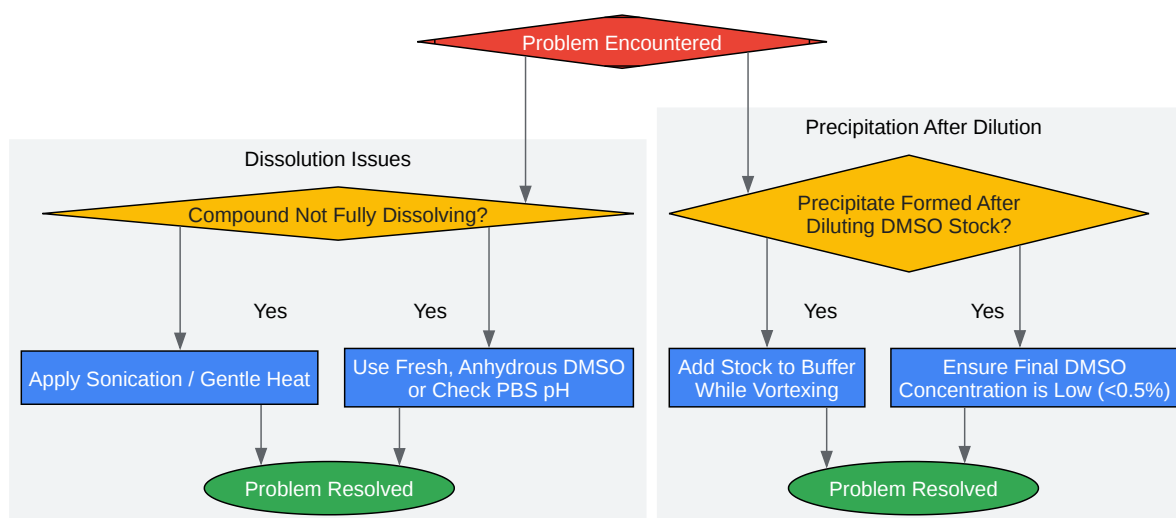 Problem Encountered
Dissolution Issues
Compound Not Fully Dissolving?
Yes
Yes
Apply Sonication / Gentle Heat
Use Fresh, Anhydrous DMSO
or Check PBS pH
Problem Resolved
Precipitation After Dilution
Precipitate Formed After
Diluting DMSO Stock?
Yes
Yes
Add Stock to Buffer
While Vortexing
Ensure Final DMSO
Concentration is Low (<0.5%)
Problem Resolved